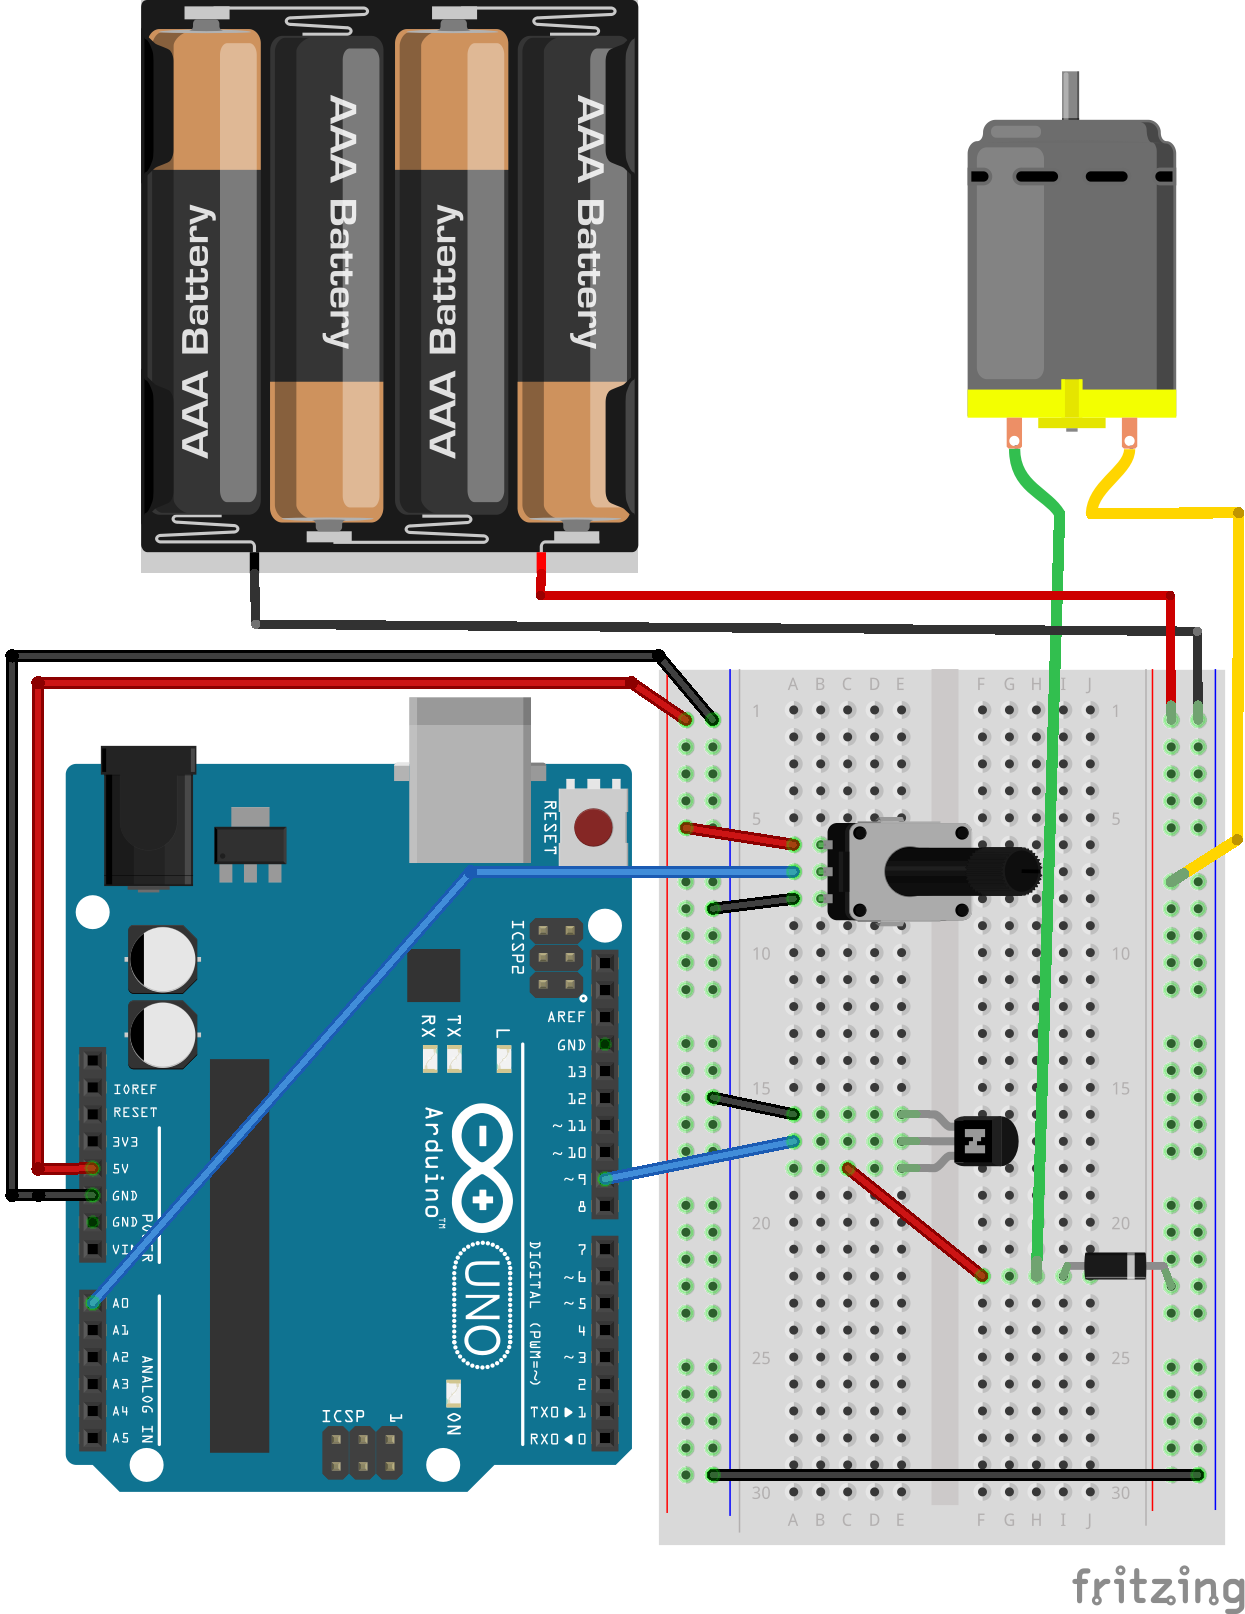 AAA Battery
AAA Battery
AAA Battery
AAA Battery
A B C D E F G H I J
1 1
5 5
10
15 15
20 20
25 25
30 30
A B C D E F G H I J
RESET
ICSP2
AREF
GND
13
12
~11
~10
~9
8
7
~6
~5
4
~3
2
TX0▶1
RX0◀0
RX
TX
L
IOREF
RESET
3V3
5V
GND
GND
VIN
POWER
A0
A1
A2
A3
A4
A5
ANALOG IN
Arduino™
UNO
DIGITAL (PWM=~)
ICSP
1
ON
N
10
fritzing